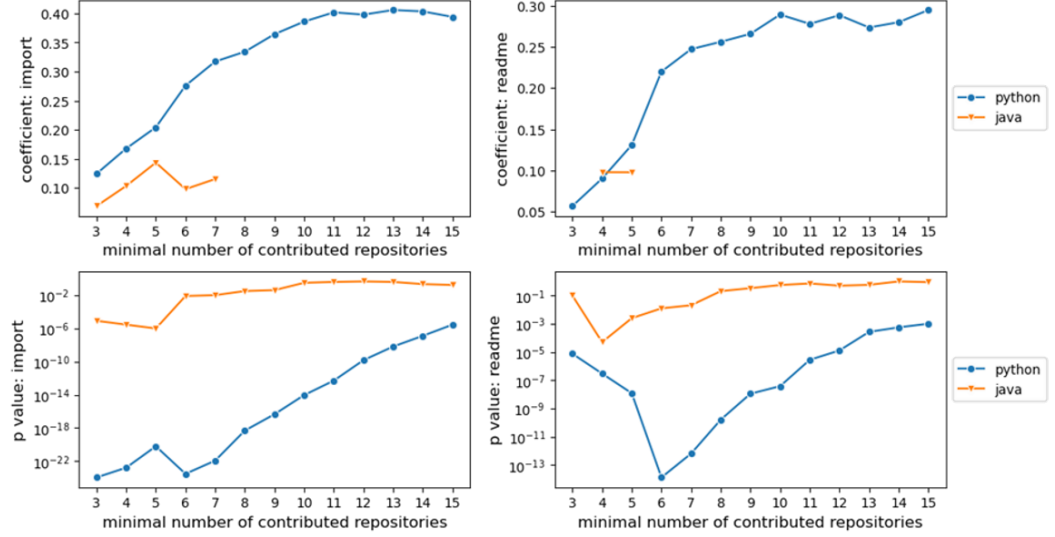 coefficient: import
0.40
0.35
0.30
0.25
0.20
0.15
0.10
3 4 5 6 7 8 9 10 11 12 13 14 15
minimal number of contributed repositories
coefficient: readme
0.30
0.25
0.20
0.15
0.10
0.05
3 4 5 6 7 8 9 10 11 12 13 14 15
minimal number of contributed repositories
python
java
p value: import
10⁻²
10⁻⁶
10⁻¹⁰
10⁻¹⁴
10⁻¹⁸
10⁻²²
3 4 5 6 7 8 9 10 11 12 13 14 15
minimal number of contributed repositories
p value: readme
10⁻¹
10⁻³
10⁻⁵
10⁻⁷
10⁻⁹
10⁻¹¹
10⁻¹³
3 4 5 6 7 8 9 10 11 12 13 14 15
minimal number of contributed repositories
python
java